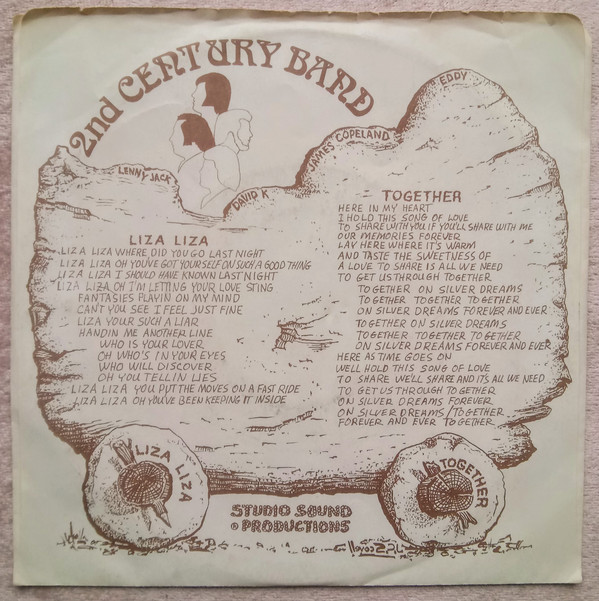 2nd CENTURY BAND
EDDY
JAMES COPELAND
LENNY JACK
DAVID K
LIZA LIZA
LIZA LIZA WHERE DID YOU GO LAST NIGHT
LIZA LIZA OH YOU'VE GOT YOURSELF ON SUCH A GOOD THING
LIZA LIZA I SHOULD HAVE KNOWN LAST NIGHT
LIZA LIZA OH I'M LETTING YOUR LOVE STING
FANTASIES PLAYIN ON MY MIND
CAN'T YOU SEE I FEEL JUST FINE
LIZA YOUR SUCH A LIAR
HANDIN ME ANOTHER LINE
WHO IS YOUR LOVER
OH WHO'S IN YOUR EYES
WHO WILL DISCOVER
OH YOU TELLIN LIES
LIZA LIZA YOU PUT THE MOVES ON A FAST RIDE
LIZA LIZA OH YOU'VE BEEN KEEPING IT INSIDE
TOGETHER
HERE IN MY HEART
I HOLD THIS SONG OF LOVE
TO SHARE WITH YOU IF YOU'LL SHARE WITH ME
OUR MEMORIES FOREVER
LAY HERE WHERE IT'S WARM
AND TASTE THE SWEETNESS OF
A LOVE TO SHARE IS ALL WE NEED
TO GET US THROUGH TOGETHER
TOGETHER ON SILVER DREAMS
TOGETHER TOGETHER TOGETHER
ON SILVER DREAMS FOREVER AND EVER
TOGETHER ON SILVER DREAMS
TOGETHER TOGETHER TOGETHER
ON SILVER DREAMS FOREVER AND EVER
HERE AS TIME GOES ON
WELL HOLD THIS SONG OF LOVE
TO SHARE WE'LL SHARE AND ITS ALL WE NEED
TO GET US THROUGH TOGETHER
ON SILVER DREAMS FOREVER
ON SILVER DREAMS/TOGETHER
FOREVER AND EVER TOGETHER
LIZA LIZA
TOGETHER
STUDIO SOUND
PRODUCTIONS